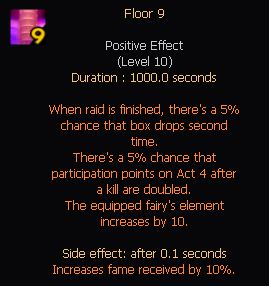 Floor 9
9
Positive Effect
(Level 10)
Duration : 1000.0 seconds
When raid is finished, there's a 5%
chance that box drops second
time.
There's a 5% chance that
participation points on Act 4 after
a kill are doubled.
The equipped fairy's element
increases by 10.
Side effect: after 0.1 seconds
Increases fame received by 10%.